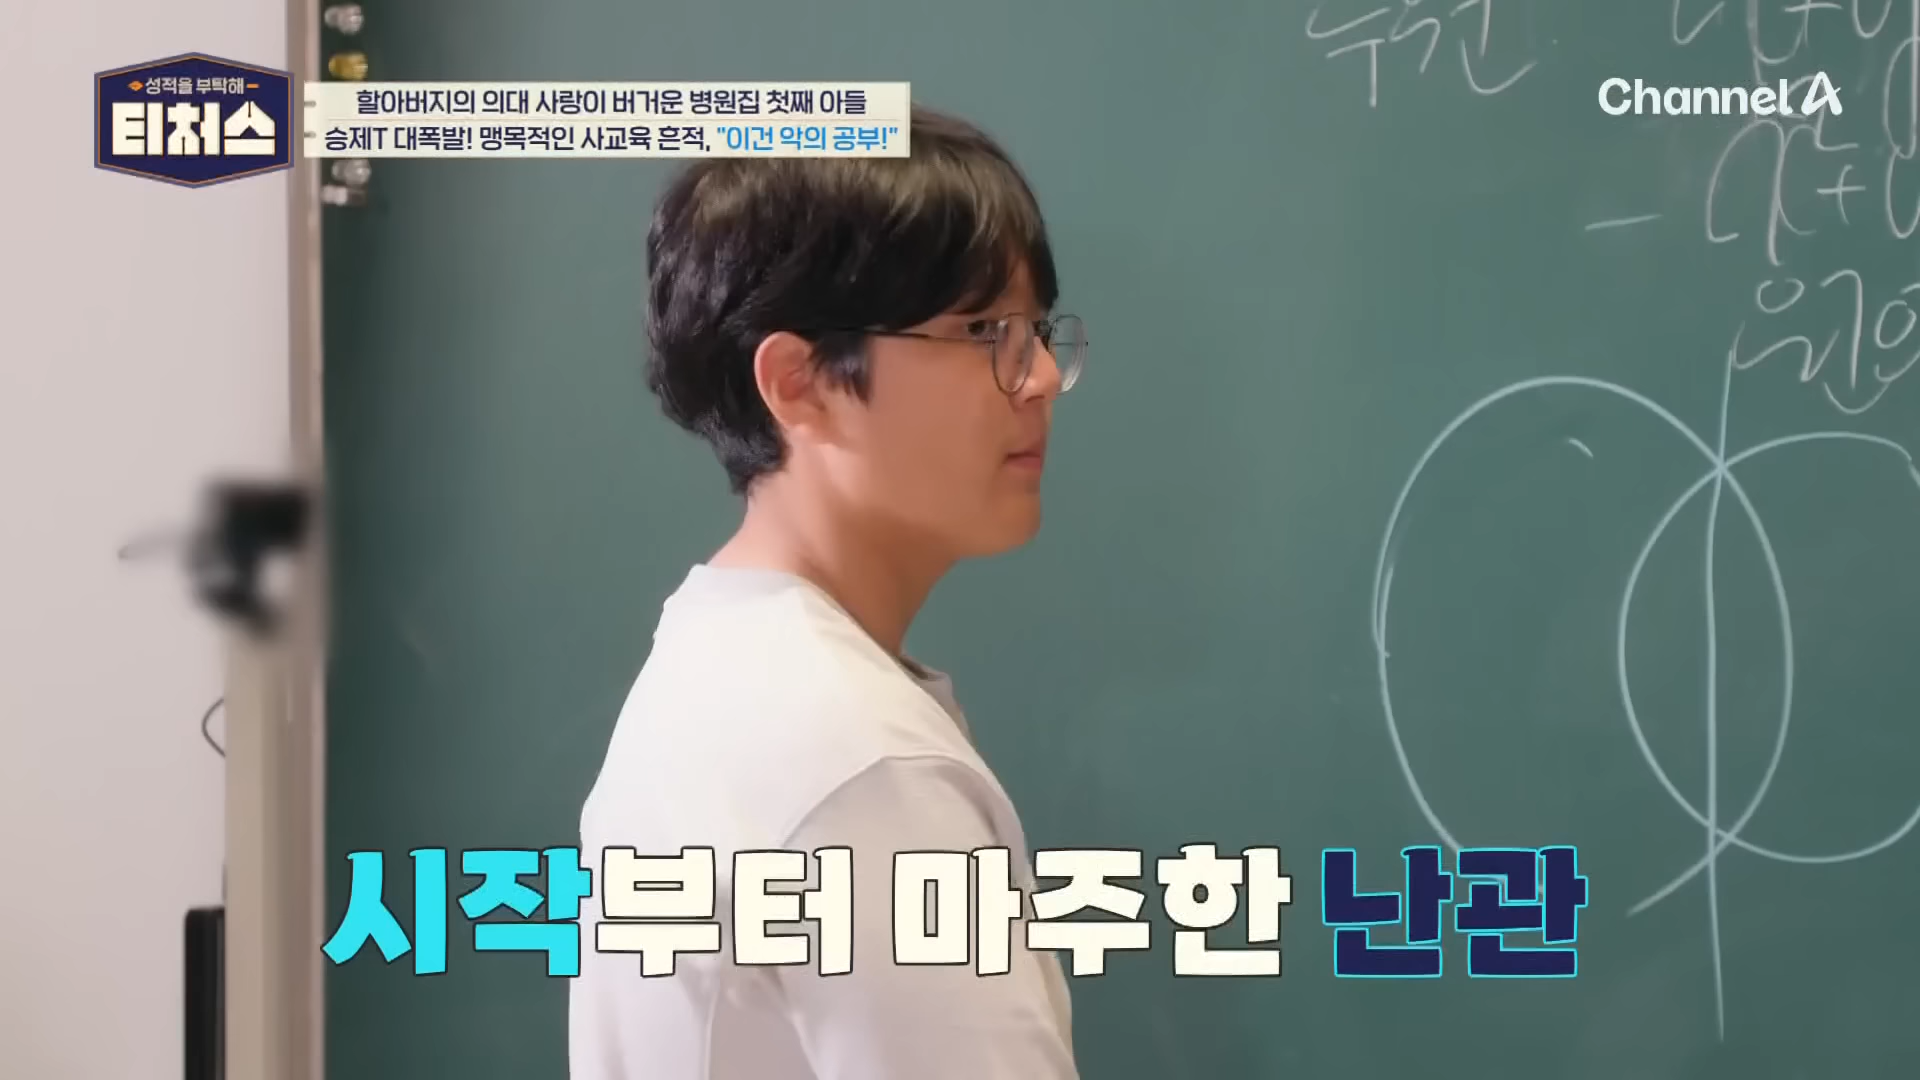 성적을 부탁해
티처스
할아버지의 의대 사랑이 버거운 병원집 첫째 아들
승제T 대폭발! 맹목적인 사교육 흔적, "이건 악의 공부!"
Channel A
두 원
시작부터 마주한 난관